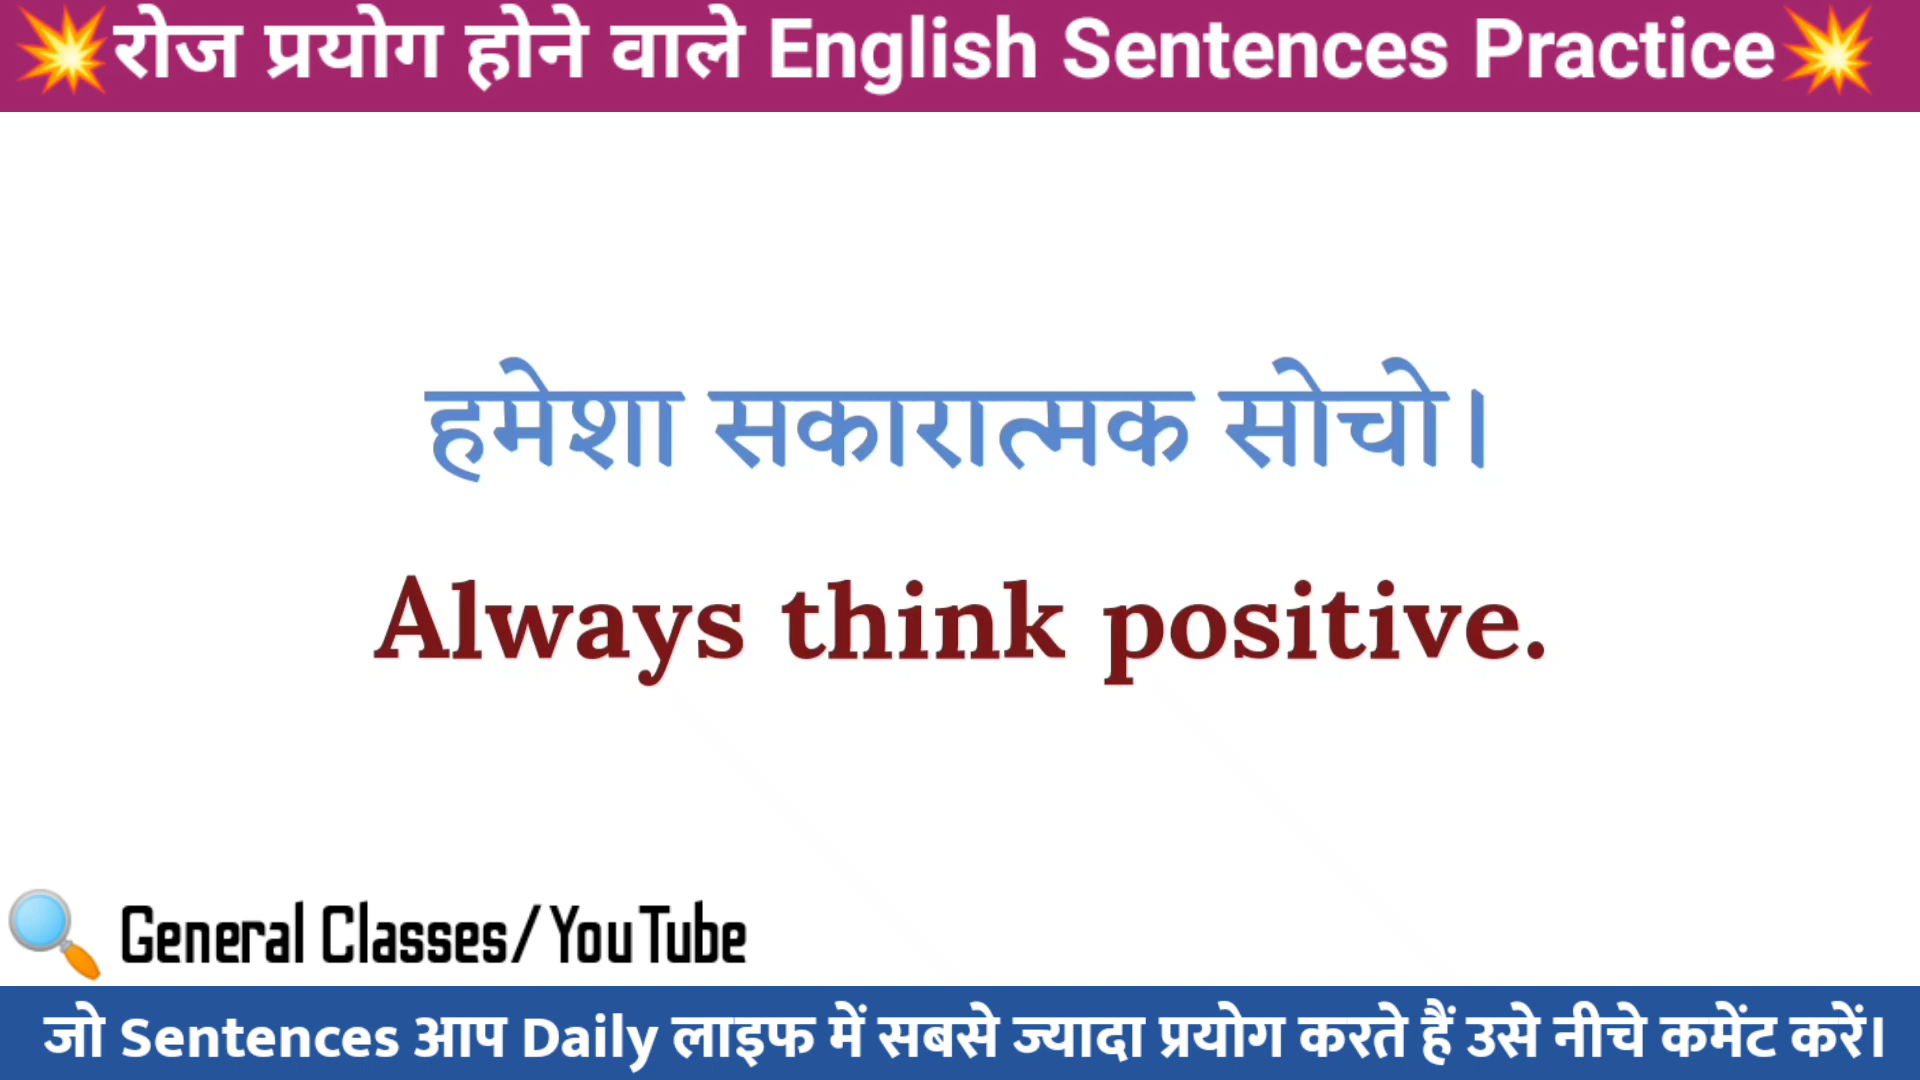 💥रोज प्रयोग होने वाले English Sentences Practice💥
हमेशा सकारात्मक सोचो।
Always think positive.
🔍 General Classes/YouTube
जो Sentences आप Daily लाइफ में सबसे ज्यादा प्रयोग करते हैं उसे नीचे कमेंट करें।